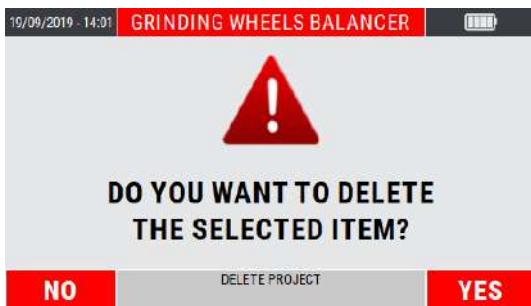 19/09/2019 - 14:01 GRINDING WHEELS BALANCER
DO YOU WANT TO DELETE
THE SELECTED ITEM?
NO DELETE PROJECT YES